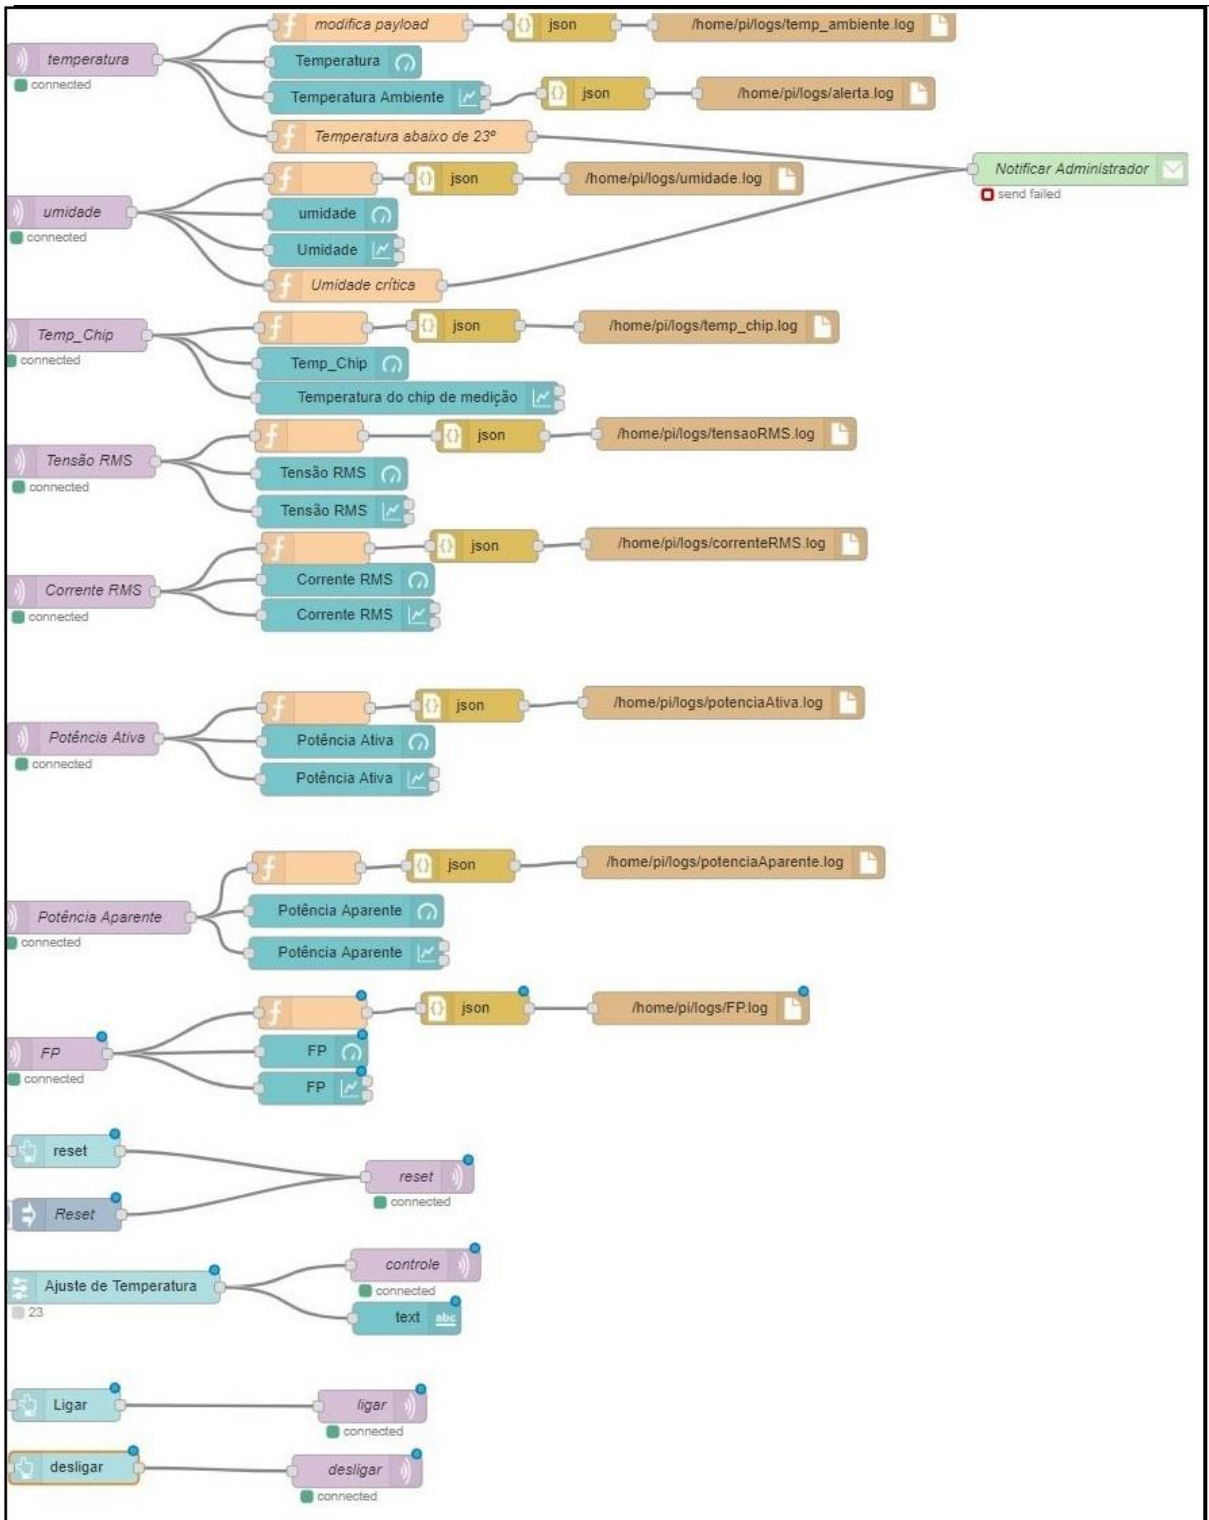 modifica payload
json
/home/pi/logs/temp_ambiente.log
temperatura
connected
Temperatura
Temperatura Ambiente
json
/home/pi/logs/alerta.log
Temperatura abaixo de 23º
Notificar Administrador
send failed
json
/home/pi/logs/umidade.log
umidade
connected
umidade
Umidade
Umidade crítica
Temp_Chip
connected
json
/home/pi/logs/temp_chip.log
Temp_Chip
Temperatura do chip de medição
Tensão RMS
connected
json
/home/pi/logs/tensaoRMS.log
Tensão RMS
Tensão RMS
Corrente RMS
connected
json
/home/pi/logs/correnteRMS.log
Corrente RMS
Corrente RMS
Potência Ativa
connected
json
/home/pi/logs/potenciaAtiva.log
Potência Ativa
Potência Ativa
Potência Aparente
connected
json
/home/pi/logs/potenciaAparente.log
Potência Aparente
Potência Aparente
FP
connected
json
/home/pi/logs/FP.log
FP
FP
reset
Reset
reset
connected
Ajuste de Temperatura
23
controle
connected
text
abc
Ligar
ligar
connected
desligar
desligar
connected